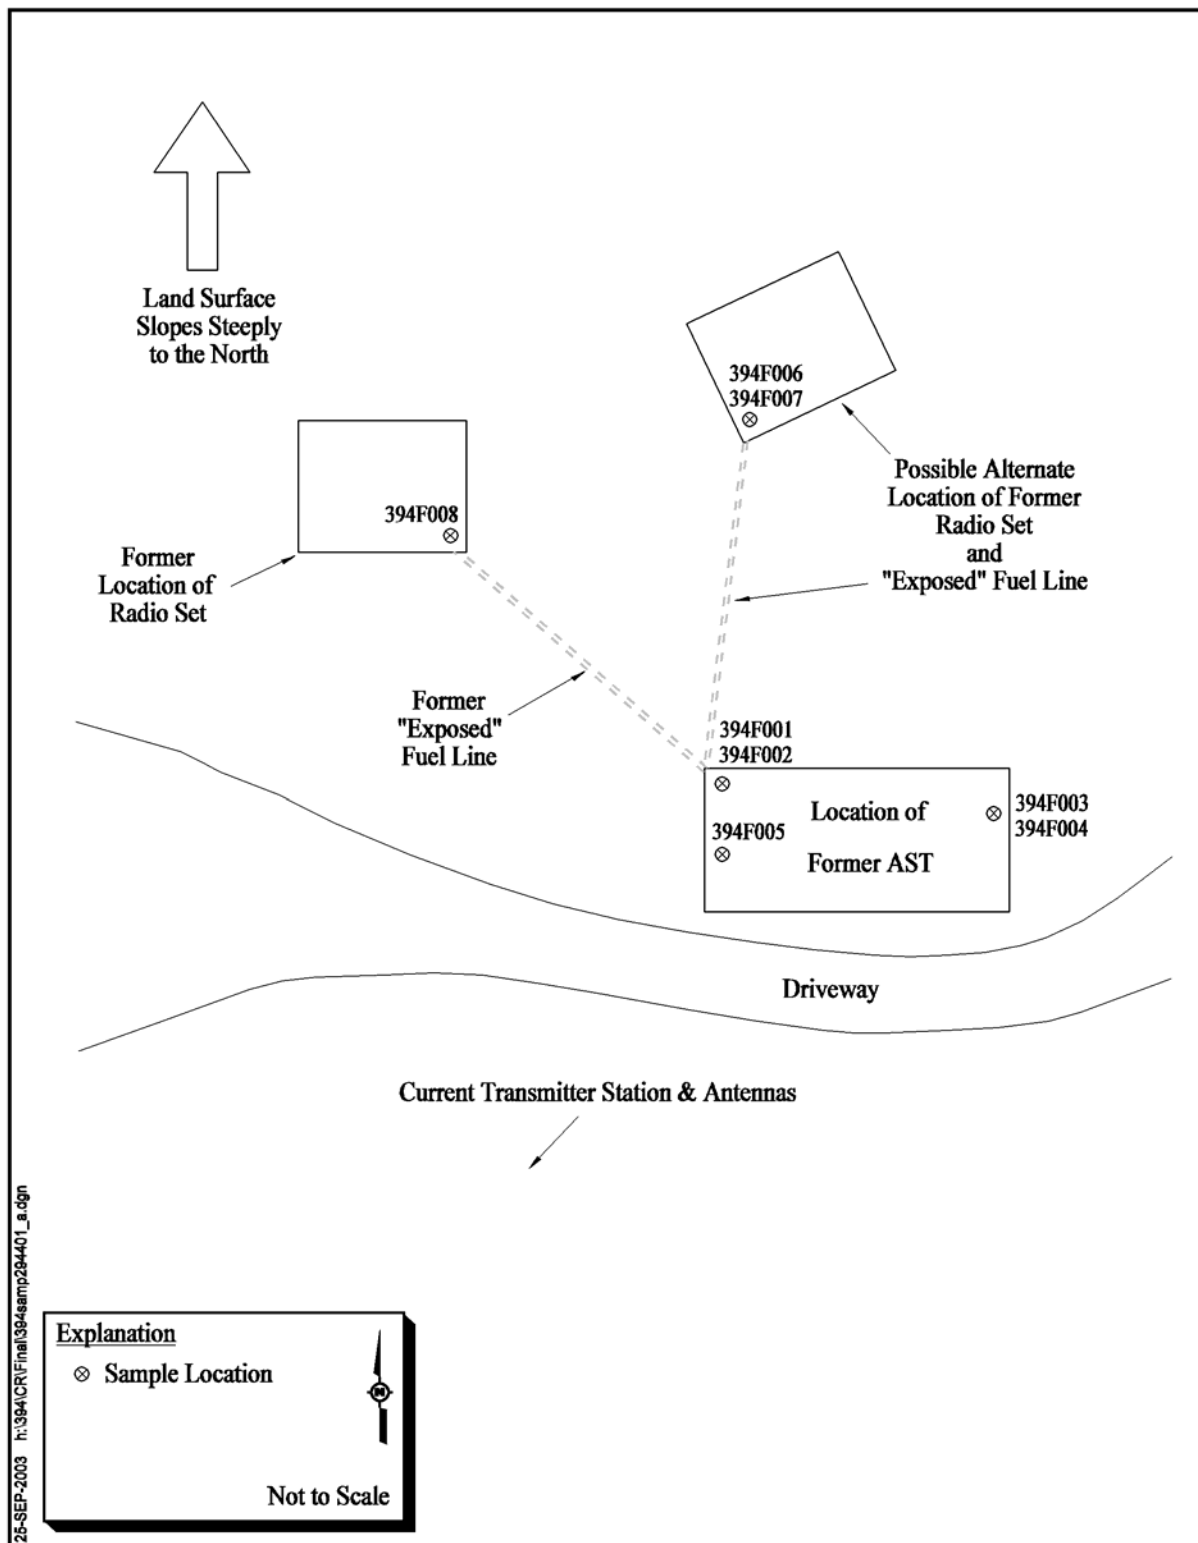 Land Surface
Slopes Steeply
to the North
394F006
394F007
Possible Alternate
Location of Former
Radio Set
and
"Exposed" Fuel Line
394F008
Former
Location of
Radio Set
Former
"Exposed"
Fuel Line
394F001
394F002
Location of
Former AST
394F003
394F004
394F005
Driveway
Current Transmitter Station & Antennas
Explanation
Sample Location
N
Not to Scale
25-SEP-2003 h:\394\CR\Final\394samp294401_a.dgn